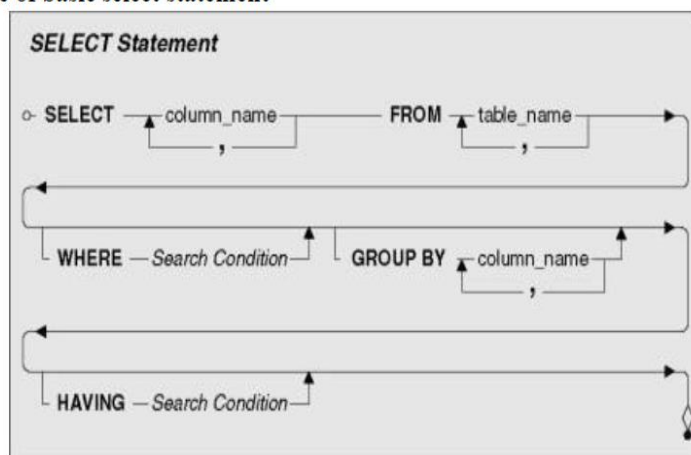 SELECT Statement
SELECT column_name FROM table_name
, ,
WHERE Search Condition GROUP BY column_name
,
HAVING Search Condition